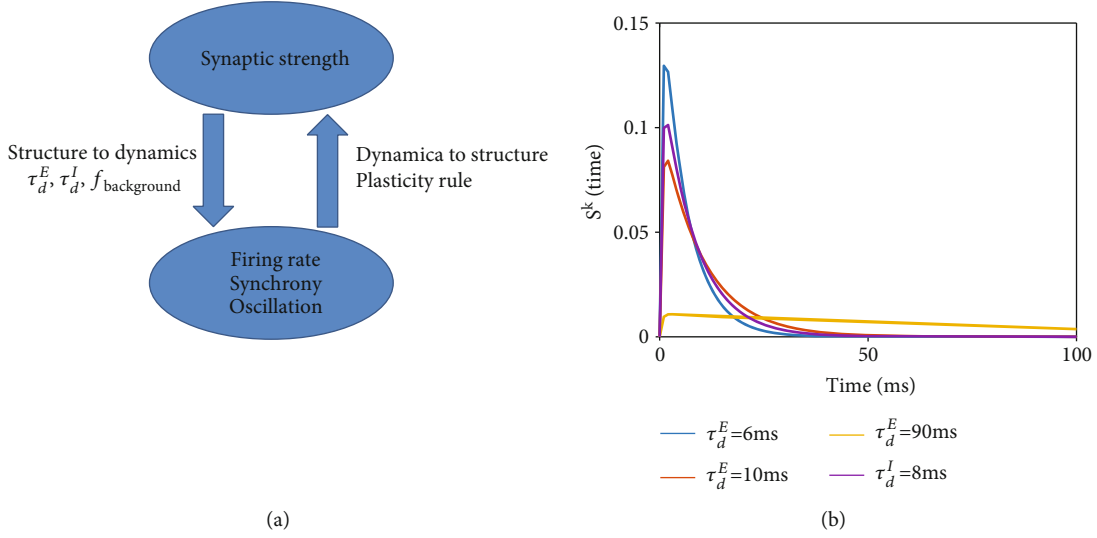 Synaptic strength
Structure to dynamics
τ_d^E, τ_d^I, f_background
Dynamica to structure
Plasticity rule
Firing rate
Synchrony
Oscillation
(a)
S^k (time)
0.15
0.1
0.05
0
0
50
100
Time (ms)
τ_d^E=6ms
τ_d^E=90ms
τ_d^E=10ms
τ_d^I=8ms
(b)